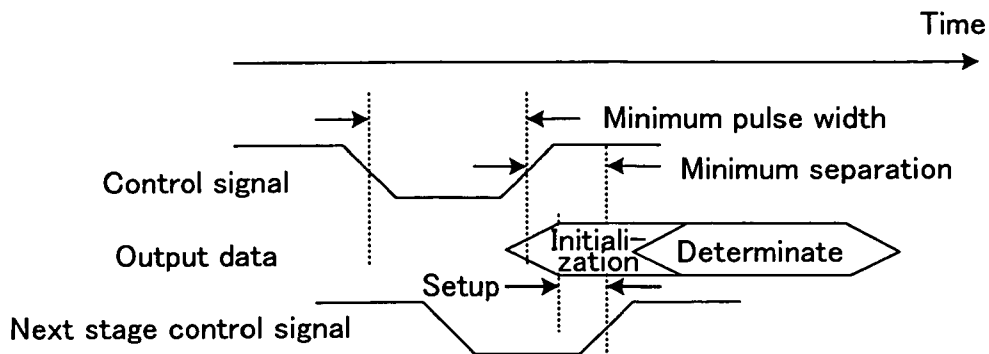 Time
Minimum pulse width
Minimum separation
Control signal
Output data
Initiali-
zation
Determinate
Setup
Next stage control signal